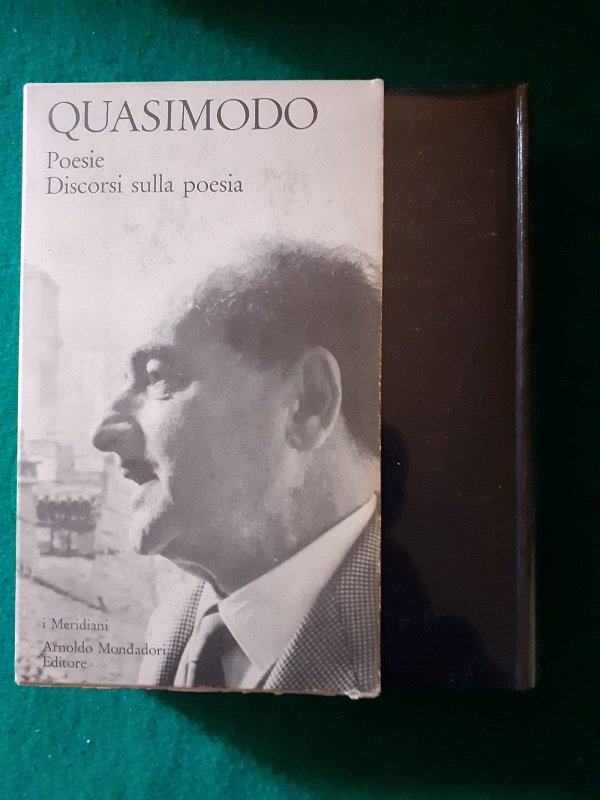 QUASIMODO
Poesie
Discorsi sulla poesia
i Meridiani
Arnoldo Mondadori
Editore